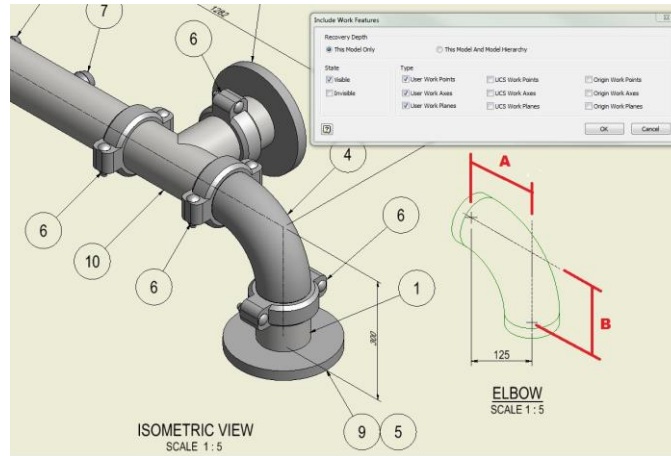 7
1282
6
Include Work Features
Recovery Depth
This Model Only
This Model And Model Hierarchy
State
Type
Visible
User Work Points
UCS Work Points
Origin Work Points
Invisible
User Work Axes
UCS Work Axes
Origin Work Axes
User Work Planes
UCS Work Planes
Origin Work Planes
?
OK
Cancel
4
A
6
10
6
6
1
300
B
125
ELBOW
SCALE 1 : 5
ISOMETRIC VIEW
SCALE 1 : 5
9
5